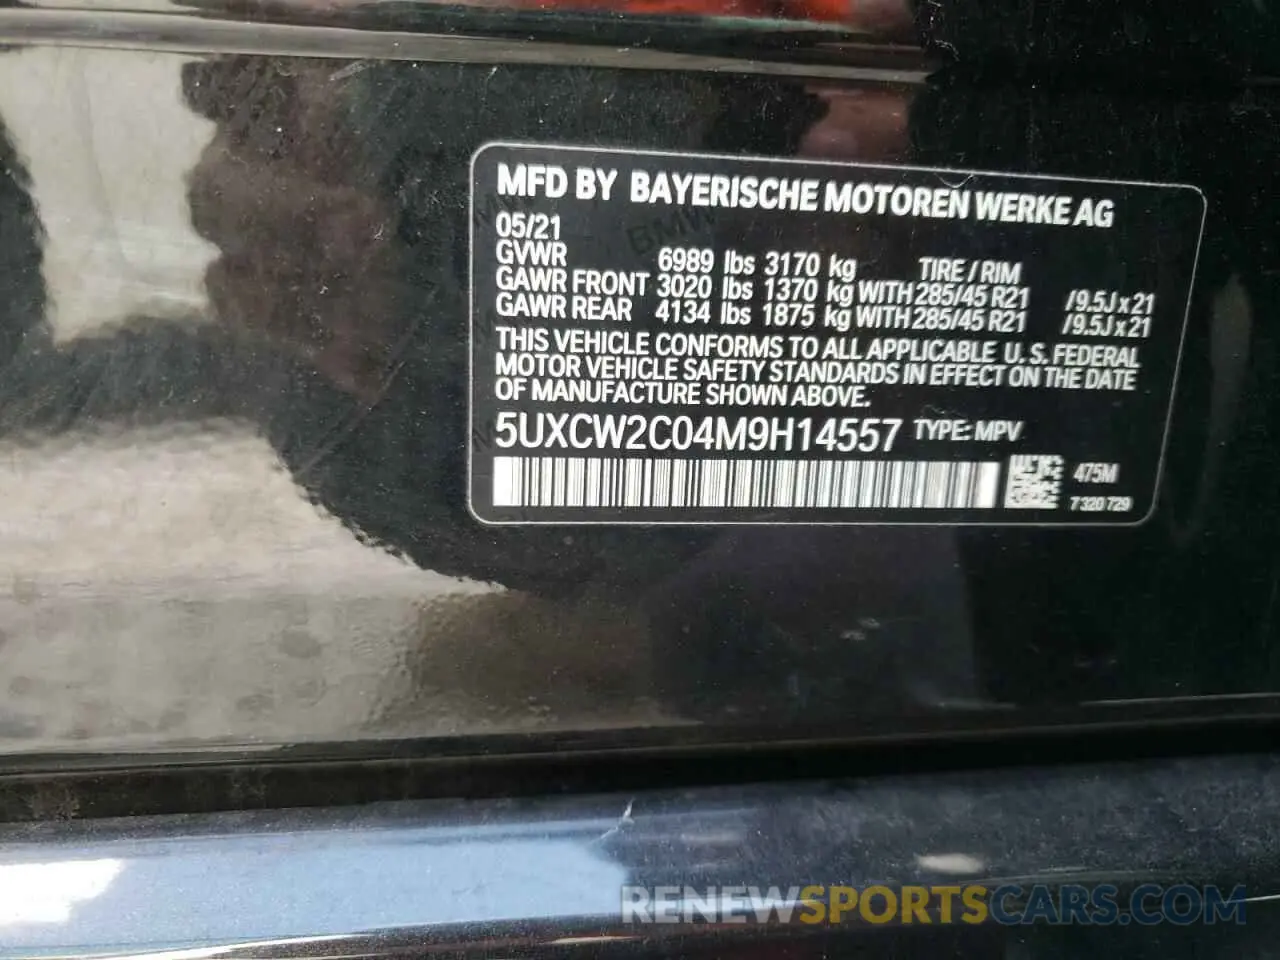 MFD BY BAYERISCHE MOTOREN WERKE AG
05/21
GVWR 6989 lbs 3170 kg TIRE / RIM
GAWR FRONT 3020 lbs 1370 kg WITH 285/45 R21 /9.5J x 21
GAWR REAR 4134 lbs 1875 kg WITH 285/45 R21 /9.5J x 21
THIS VEHICLE CONFORMS TO ALL APPLICABLE U. S. FEDERAL
MOTOR VEHICLE SAFETY STANDARDS IN EFFECT ON THE DATE
OF MANUFACTURE SHOWN ABOVE.
5UXCW2C04M9H14557 TYPE: MPV
475M
7 320 729
BMW
RENEWSPORTSCARS.COM